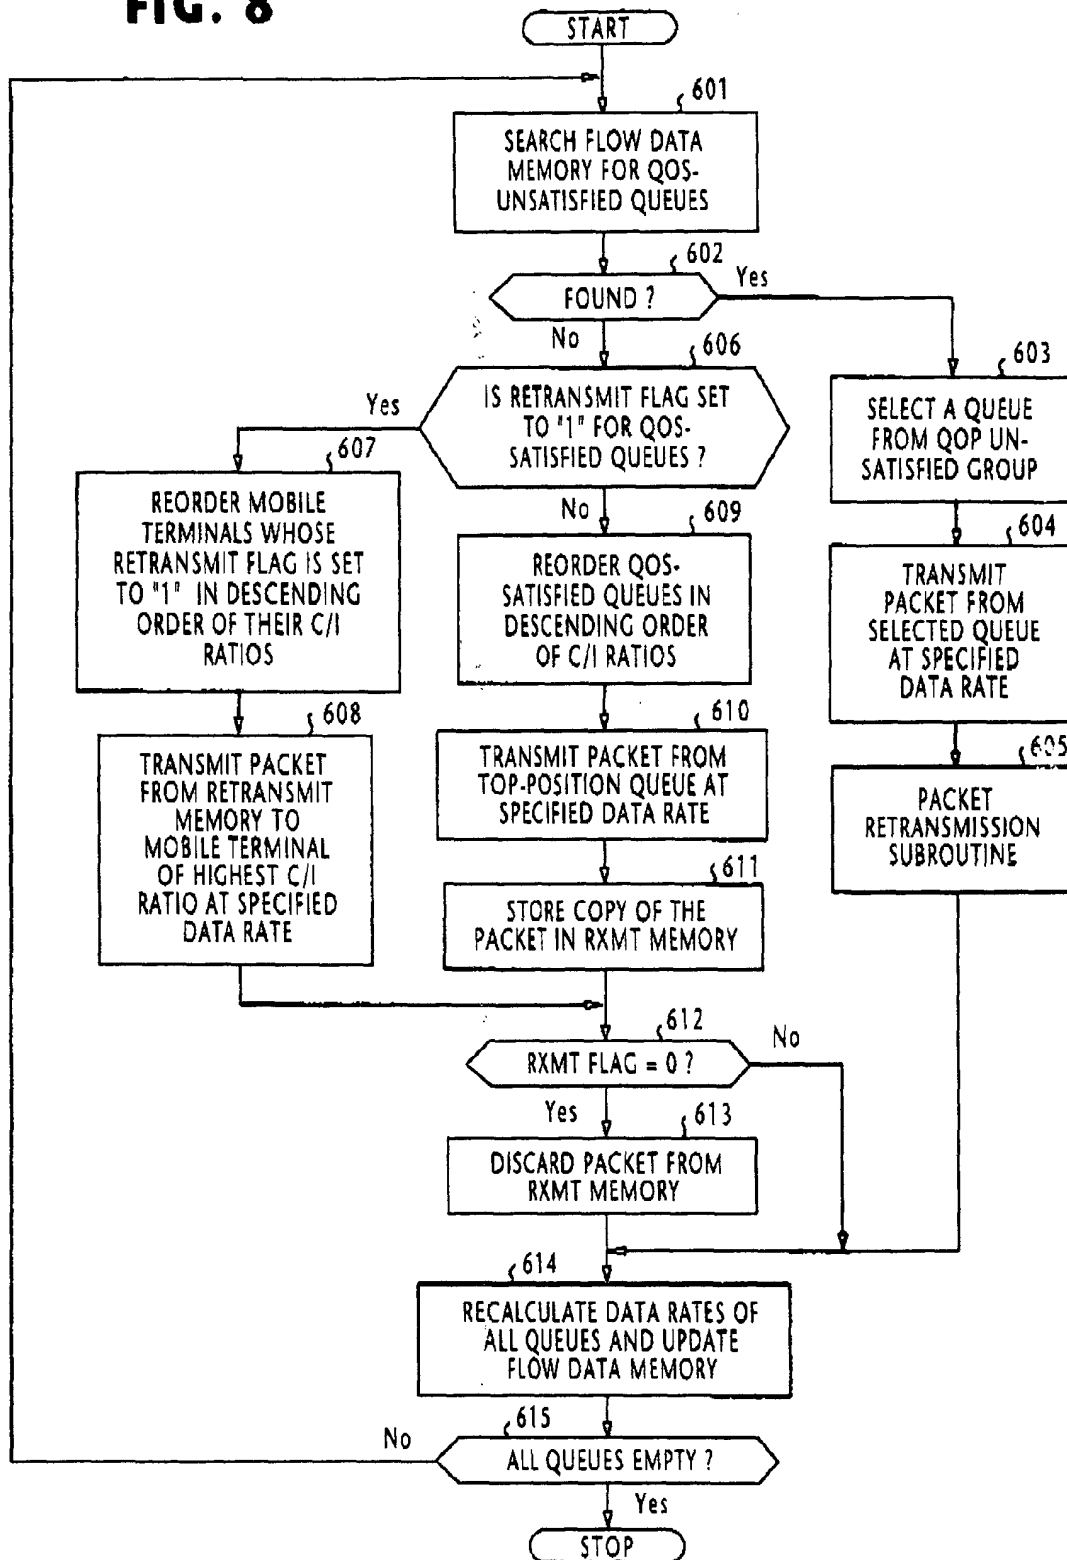 FIG. 8
START
601
SEARCH FLOW DATA
MEMORY FOR QOS-
UNSATISFIED QUEUES
602
FOUND ?
Yes
No
606
IS RETRANSMIT FLAG SET
TO "1" FOR QOS-
SATISFIED QUEUES ?
Yes
No
603
SELECT A QUEUE
FROM QOP UN-
SATISFIED GROUP
604
TRANSMIT
PACKET FROM
SELECTED QUEUE
AT SPECIFIED
DATA RATE
605
PACKET
RETRANSMISSION
SUBROUTINE
607
REORDER MOBILE
TERMINALS WHOSE
RETRANSMIT FLAG IS SET
TO "1" IN DESCENDING
ORDER OF THEIR C/I
RATIOS
608
TRANSMIT PACKET
FROM RETRANSMIT
MEMORY TO
MOBILE TERMINAL
OF HIGHEST C/I
RATIO AT SPECIFIED
DATA RATE
609
REORDER QOS-
SATISFIED QUEUES IN
DESCENDING ORDER
OF C/I RATIOS
610
TRANSMIT PACKET FROM
TOP-POSITION QUEUE AT
SPECIFIED DATA RATE
611
STORE COPY OF THE
PACKET IN RXMT MEMORY
612
RXMT FLAG = 0 ?
No
Yes
613
DISCARD PACKET FROM
RXMT MEMORY
614
RECALCULATE DATA RATES OF
ALL QUEUES AND UPDATE
FLOW DATA MEMORY
615
ALL QUEUES EMPTY ?
No
Yes
STOP